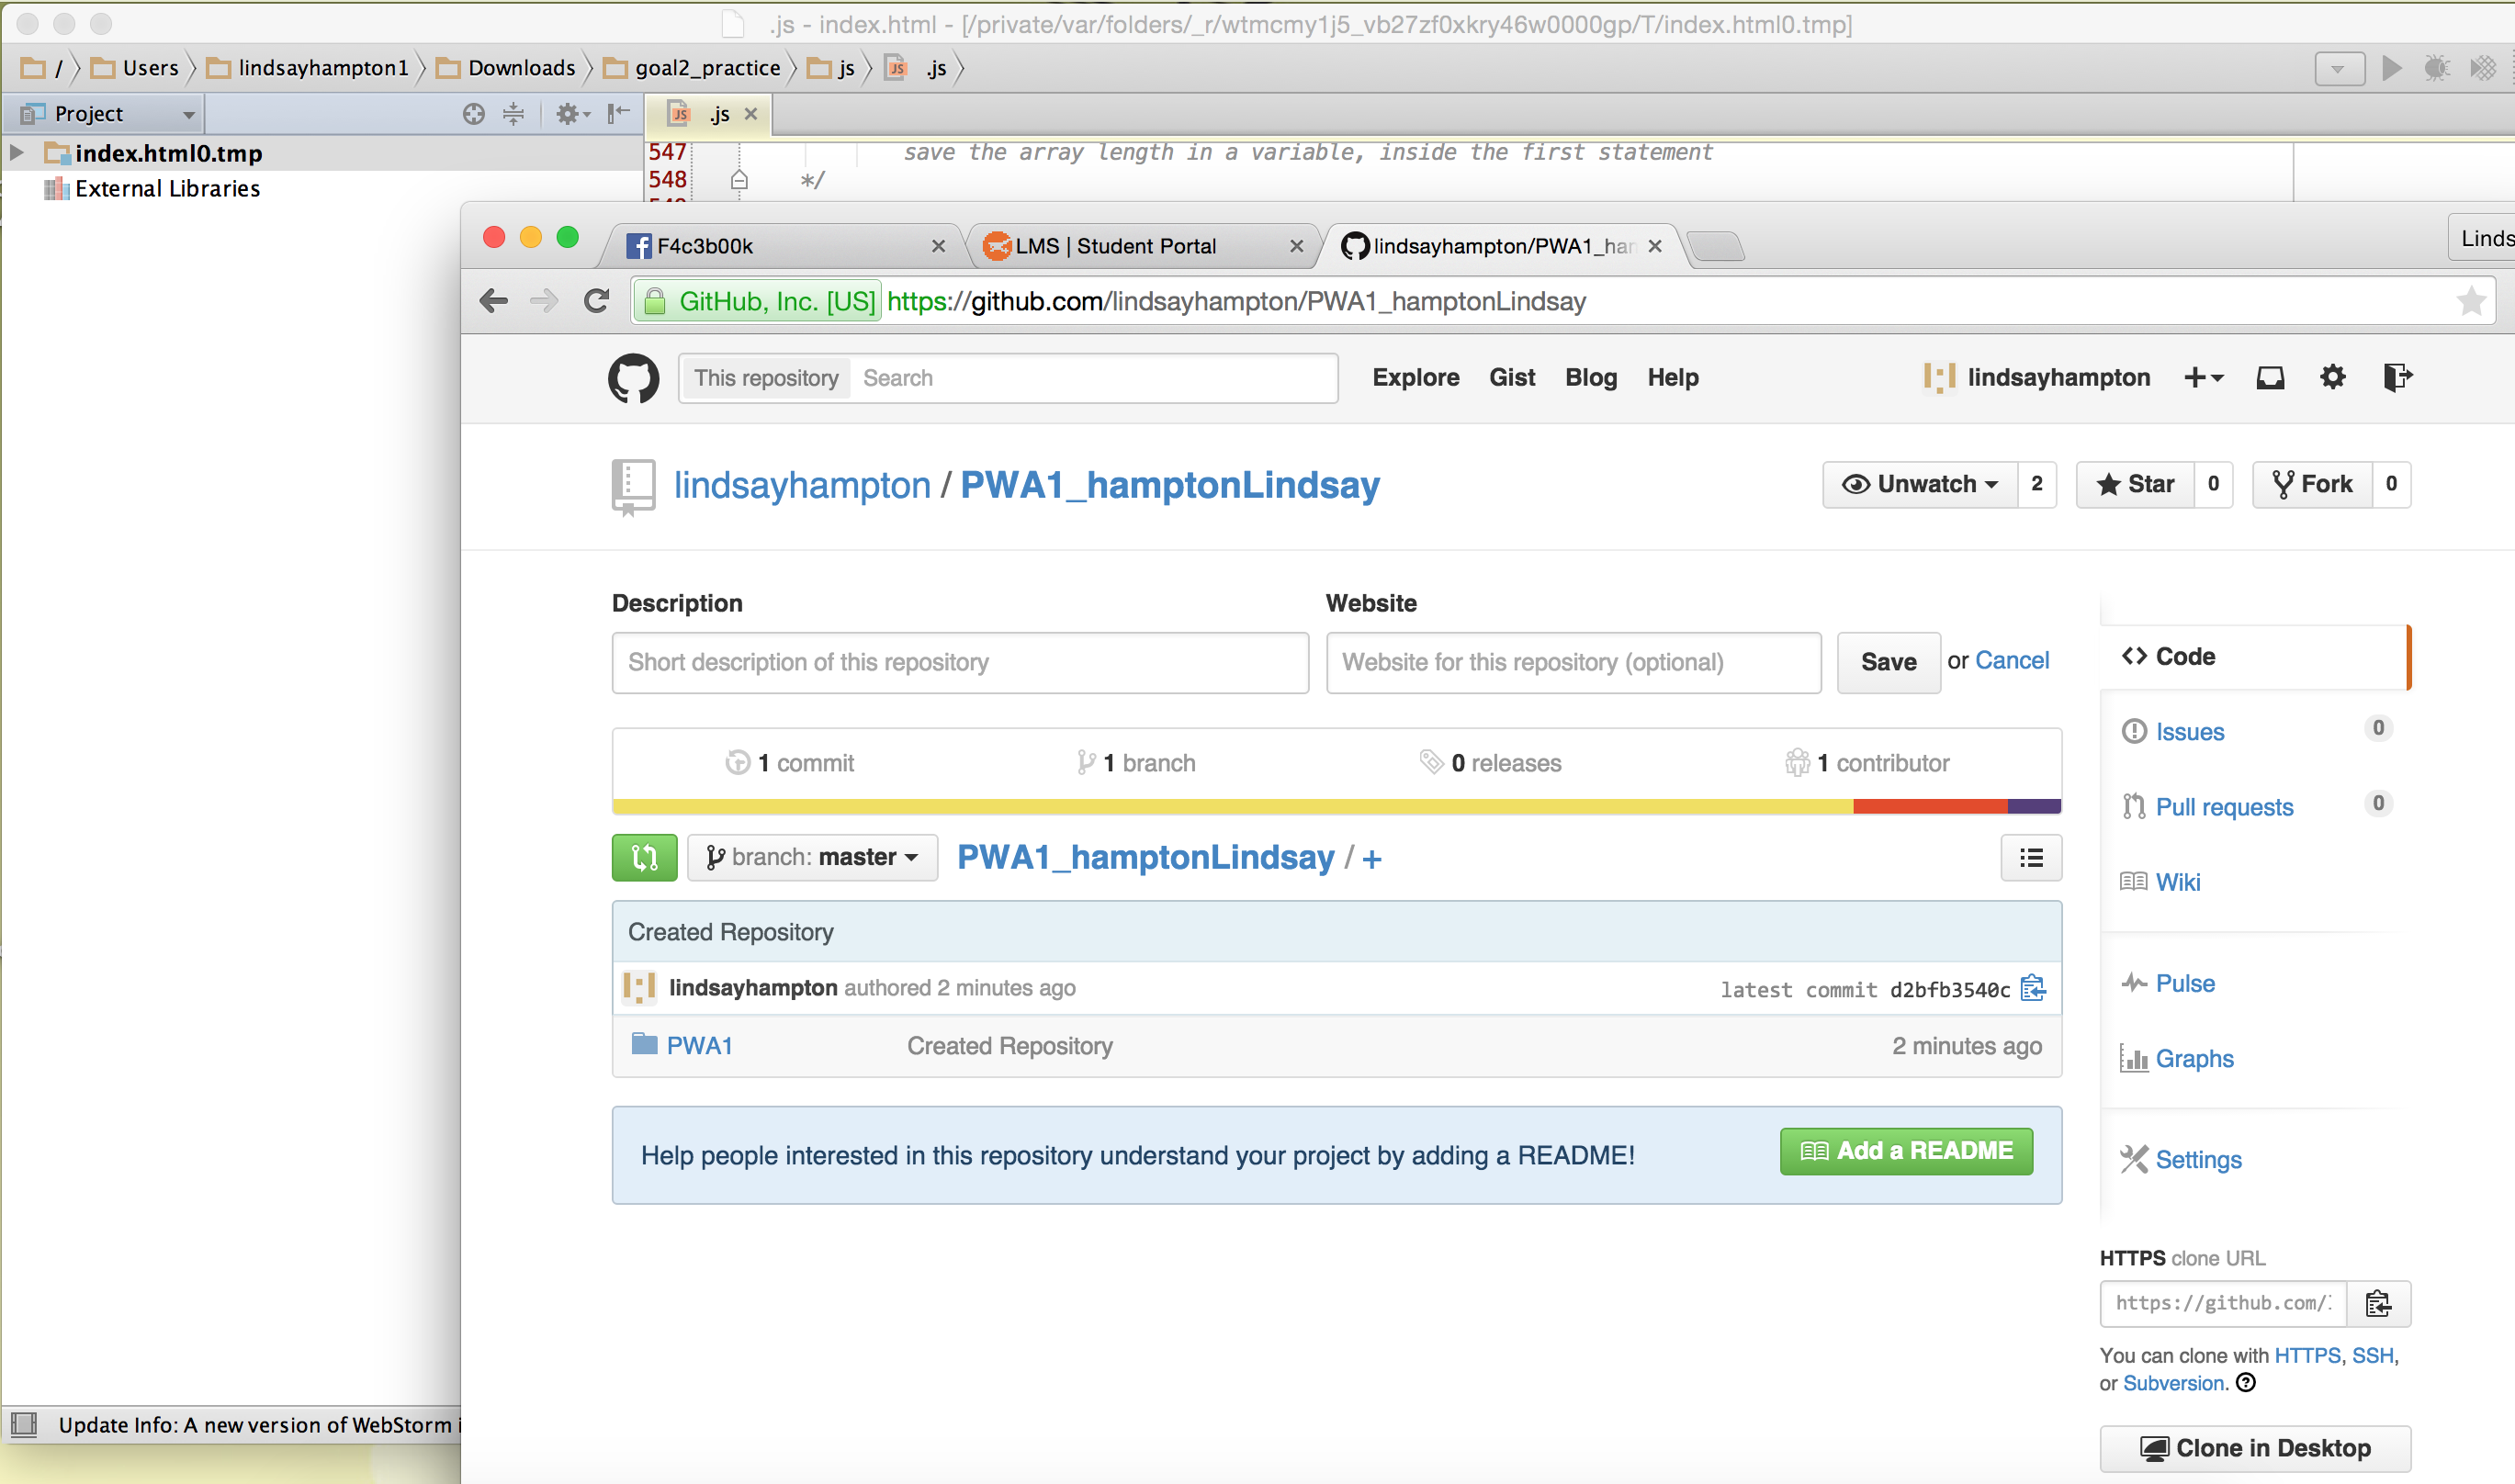 .js - index.html - [/private/var/folders/_r/wtmcmy1j5_vb27zf0xkry46w0000gp/T/index.html0.tmp]
/ Users lindsayhampton1 Downloads goal2_practice js .js
Project
.js
index.html0.tmp
External Libraries
547 save the array length in a variable, inside the first statement
548 */
F4c3b00k
LMS | Student Portal
lindsayhampton/PWA1_ham
Linds
GitHub, Inc. [US] https://github.com/lindsayhampton/PWA1_hamptonLindsay
This repository Search
Explore Gist Blog Help
lindsayhampton
lindsayhampton / PWA1_hamptonLindsay
Unwatch 2 Star 0 Fork 0
Description Website
Short description of this repository Website for this repository (optional) Save or Cancel
1 commit 1 branch 0 releases 1 contributor
branch: master PWA1_hamptonLindsay / +
Created Repository
lindsayhampton authored 2 minutes ago latest commit d2bfb3540c
PWA1 Created Repository 2 minutes ago
Help people interested in this repository understand your project by adding a README! Add a README
Code
Issues 0
Pull requests 0
Wiki
Pulse
Graphs
Settings
HTTPS clone URL
https://github.com/
You can clone with HTTPS, SSH,
or Subversion.
Clone in Desktop
Update Info: A new version of WebStorm i